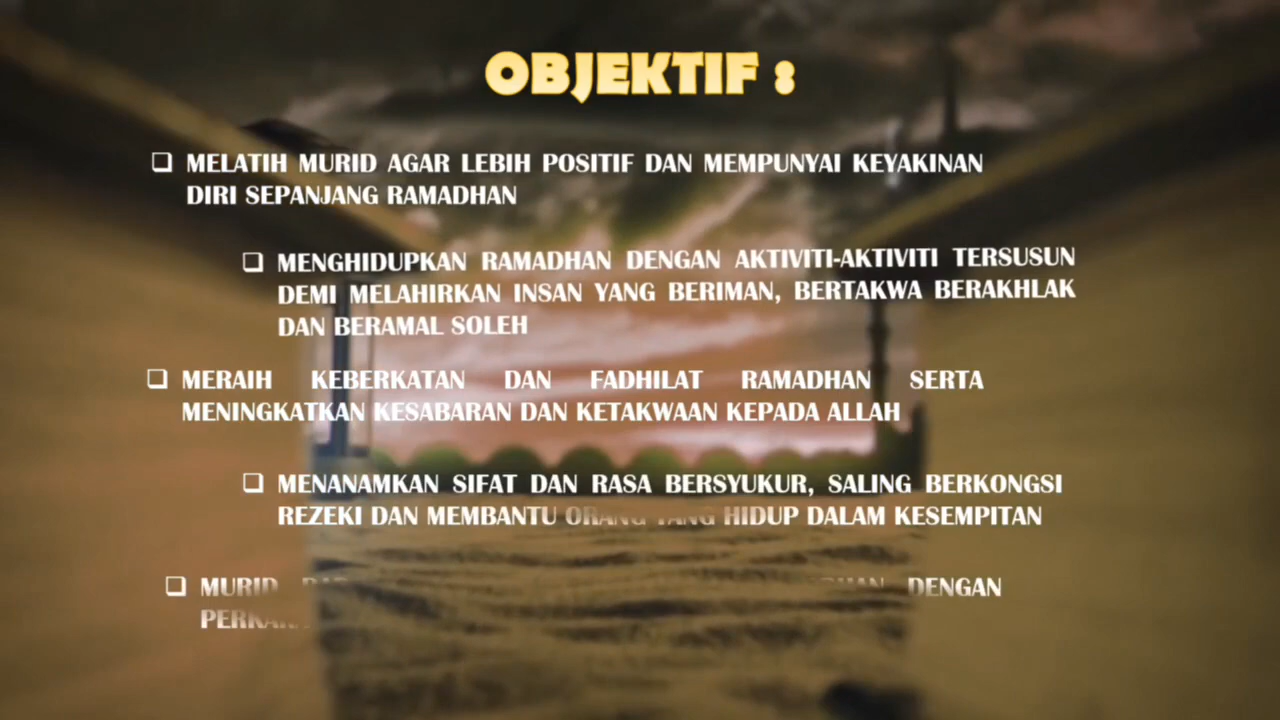 OBJEKTIF :
❑ MELATIH MURID AGAR LEBIH POSITIF DAN MEMPUNYAI KEYAKINAN
DIRI SEPANJANG RAMADHAN
❑ MENGHIDUPKAN RAMADHAN DENGAN AKTIVITI-AKTIVITI TERSUSUN
DEMI MELAHIRKAN INSAN YANG BERIMAN, BERTAKWA BERAKHLAK
DAN BERAMAL SOLEH
❑ MERAIH KEBERKATAN DAN FADHILAT RAMADHAN SERTA
MENINGKATKAN KESABARAN DAN KETAKWAAN KEPADA ALLAH
❑ MENANAMKAN SIFAT DAN RASA BERSYUKUR, SALING BERKONGSI
REZEKI DAN MEMBANTU ORANG YANG HIDUP DALAM KESEMPITAN
❑ MURID DENGAN